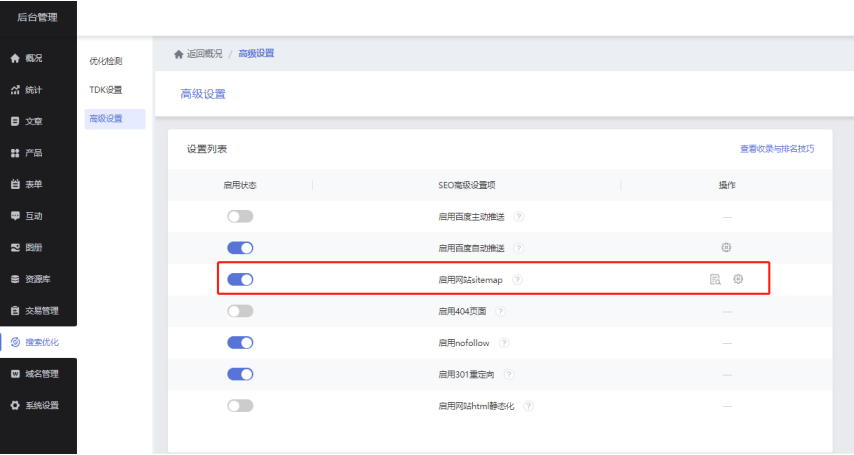 后台管理
概况
统计
文章
产品
表单
互动
图册
资源库
交易管理
搜索优化
域名管理
系统设置
优化检测
TDK设置
高级设置
返回概况 / 高级设置
高级设置
设置列表 查看收录与排名技巧
启用状态 SEO高级设置项 操作
启用百度主动推送 ? —
启用百度自动推送 ?
启用网站sitemap ?
启用404页面 ? —
启用nofollow ? —
启用301重定向 ? —
启用网站html静态化 ? —